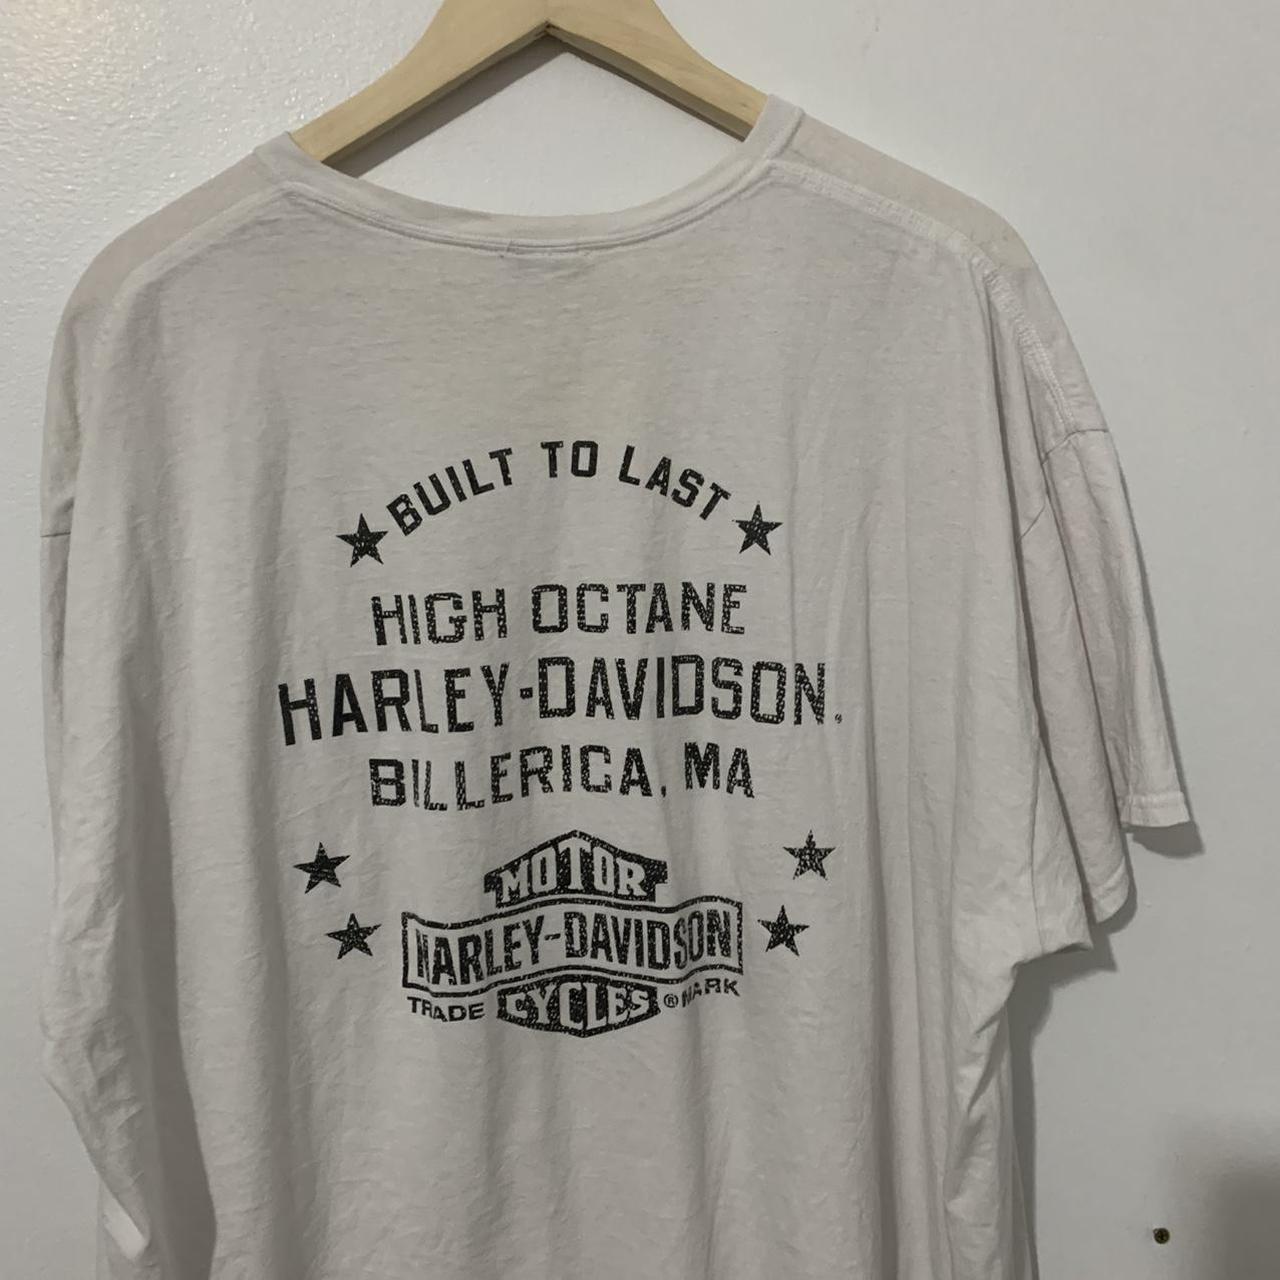 BUILT TO LAST
HIGH OCTANE
HARLEY-DAVIDSON®
BILLERICA, MA
MOTOR
HARLEY-DAVIDSON
CYCLES
TRADE ® MARK